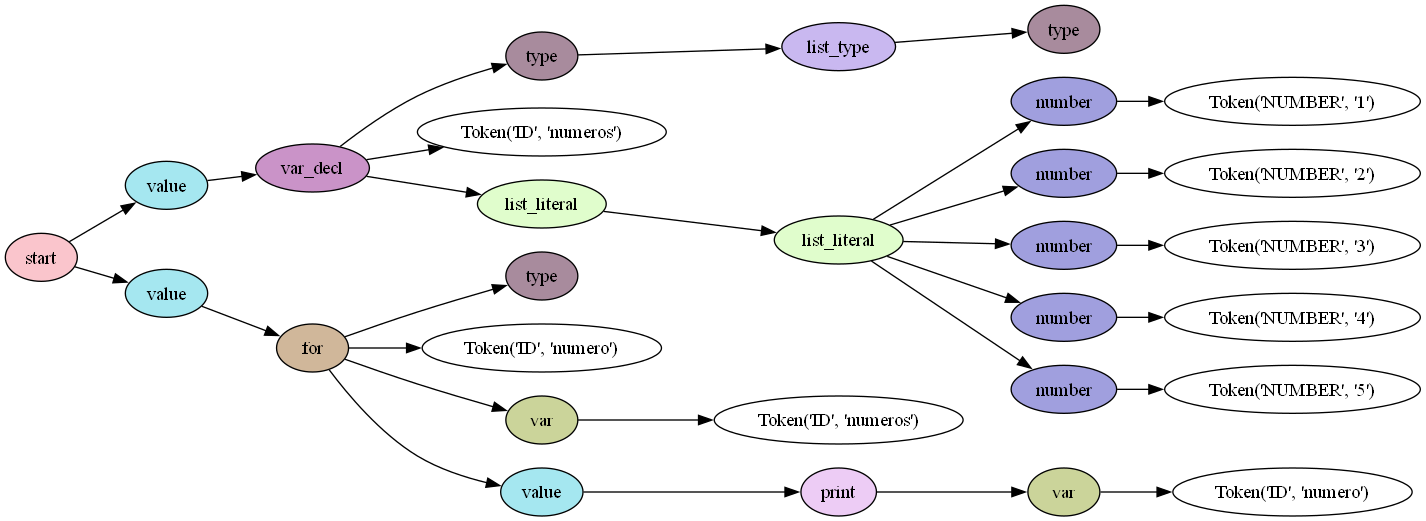 start
value
var_decl
type
list_type
type
Token('ID', 'numeros')
list_literal
list_literal
number
Token('NUMBER', '1')
number
Token('NUMBER', '2')
number
Token('NUMBER', '3')
number
Token('NUMBER', '4')
number
Token('NUMBER', '5')
value
for
type
Token('ID', 'numero')
var
Token('ID', 'numeros')
value
print
var
Token('ID', 'numero')